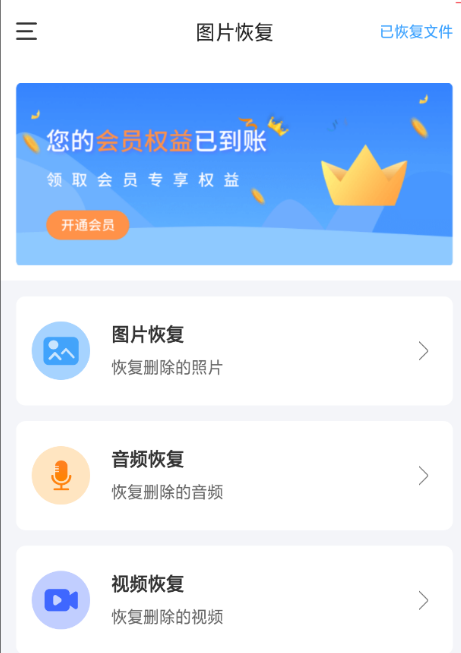 图片恢复
已恢复文件
您的会员权益已到账
领取会员专享权益
开通会员
图片恢复
恢复删除的照片
音频恢复
恢复删除的音频
视频恢复
恢复删除的视频